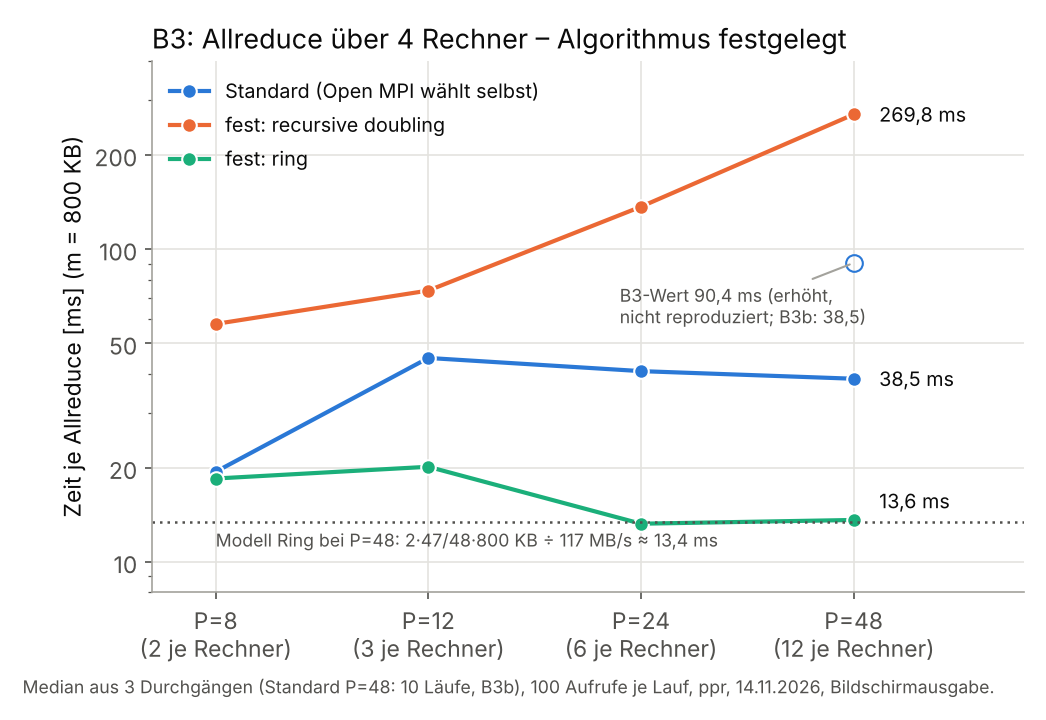 B3: Allreduce über 4 Rechner – Algorithmus festgelegt
Standard (Open MPI wählt selbst)
fest: recursive doubling
fest: ring
Zeit je Allreduce [ms] (m = 800 KB)
200
100
50
20
10
269,8 ms
B3-Wert 90,4 ms (erhöht,
nicht reproduziert; B3b: 38,5)
38,5 ms
13,6 ms
Modell Ring bei P=48: 2·47/48·800 KB ÷ 117 MB/s ≈ 13,4 ms
P=8
(2 je Rechner)
P=12
(3 je Rechner)
P=24
(6 je Rechner)
P=48
(12 je Rechner)
Median aus 3 Durchgängen (Standard P=48: 10 Läufe, B3b), 100 Aufrufe je Lauf, ppr, 14.11.2026, Bildschirmausgabe.